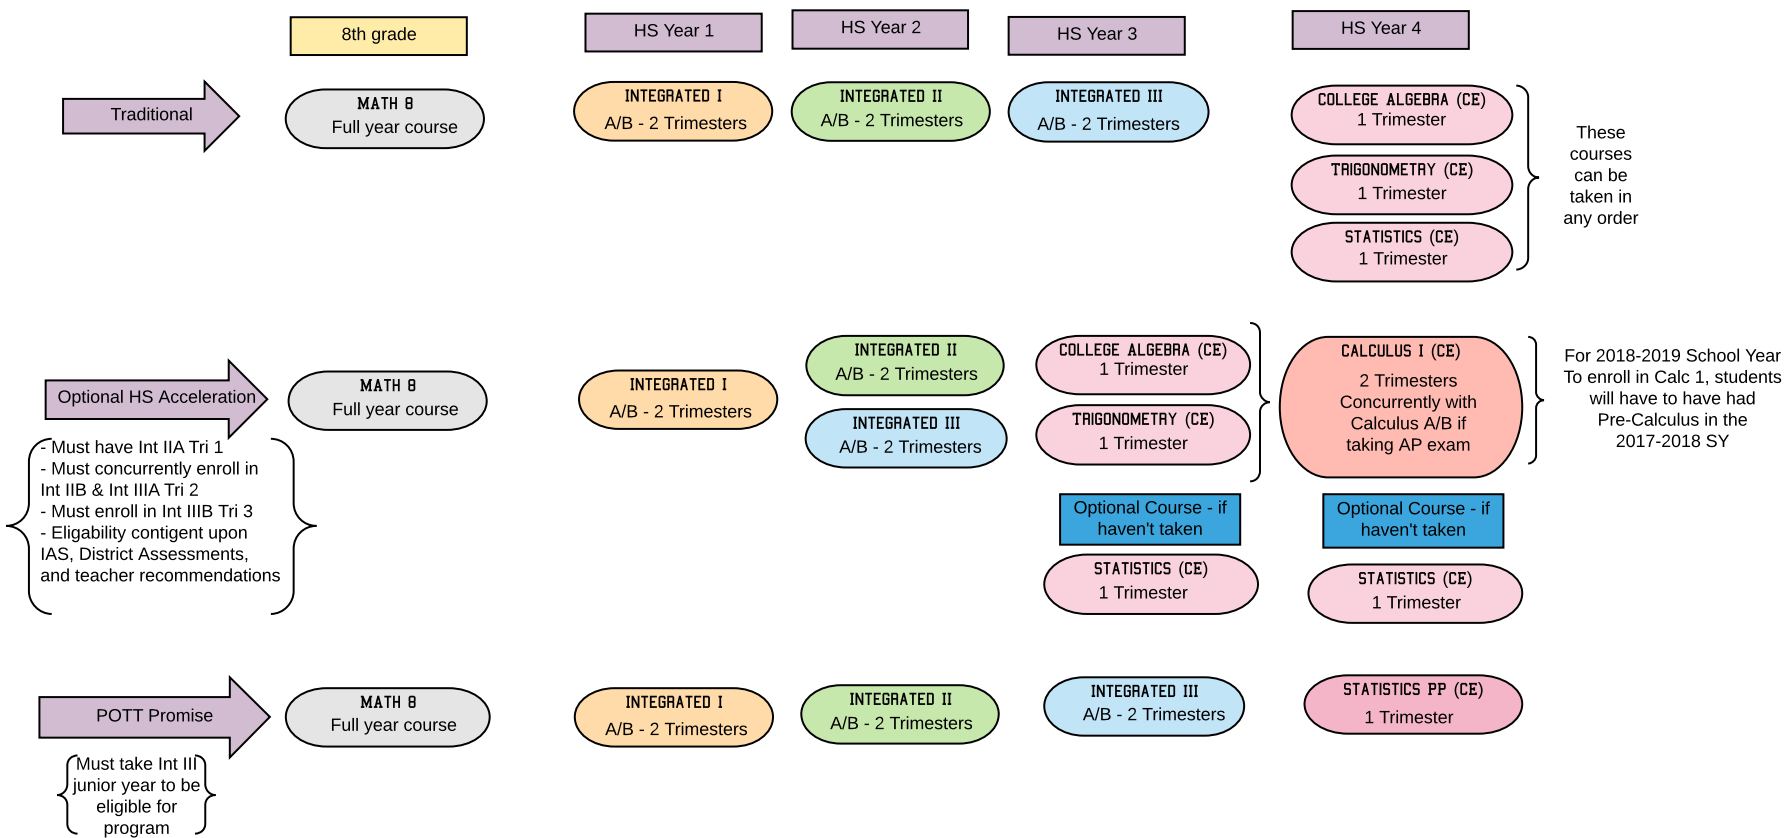 8th grade
HS Year 1
HS Year 2
HS Year 3
HS Year 4
Traditional
MATH 8
Full year course
INTEGRATED I
A/B - 2 Trimesters
INTEGRATED II
A/B - 2 Trimesters
INTEGRATED III
A/B - 2 Trimesters
COLLEGE ALGEBRA (CE)
1 Trimester
TRIGONOMETRY (CE)
1 Trimester
STATISTICS (CE)
1 Trimester
These
courses
can be
taken in
any order
Optional HS Acceleration
- Must have Int IIA Tri 1
- Must concurrently enroll in
Int IIB & Int IIIA Tri 2
- Must enroll in Int IIIB Tri 3
- Eligability contigent upon
IAS, District Assessments,
and teacher recommendations
MATH 8
Full year course
INTEGRATED I
A/B - 2 Trimesters
INTEGRATED II
A/B - 2 Trimesters
INTEGRATED III
A/B - 2 Trimesters
COLLEGE ALGEBRA (CE)
1 Trimester
TRIGONOMETRY (CE)
1 Trimester
Optional Course - if
haven't taken
STATISTICS (CE)
1 Trimester
CALCULUS I (CE)
2 Trimesters
Concurrently with
Calculus A/B if
taking AP exam
Optional Course - if
haven't taken
STATISTICS (CE)
1 Trimester
For 2018-2019 School Year
To enroll in Calc 1, students
will have to have had
Pre-Calculus in the
2017-2018 SY
POTT Promise
Must take Int III
junior year to be
eligible for
program
MATH 8
Full year course
INTEGRATED I
A/B - 2 Trimesters
INTEGRATED II
A/B - 2 Trimesters
INTEGRATED III
A/B - 2 Trimesters
STATISTICS PP (CE)
1 Trimester